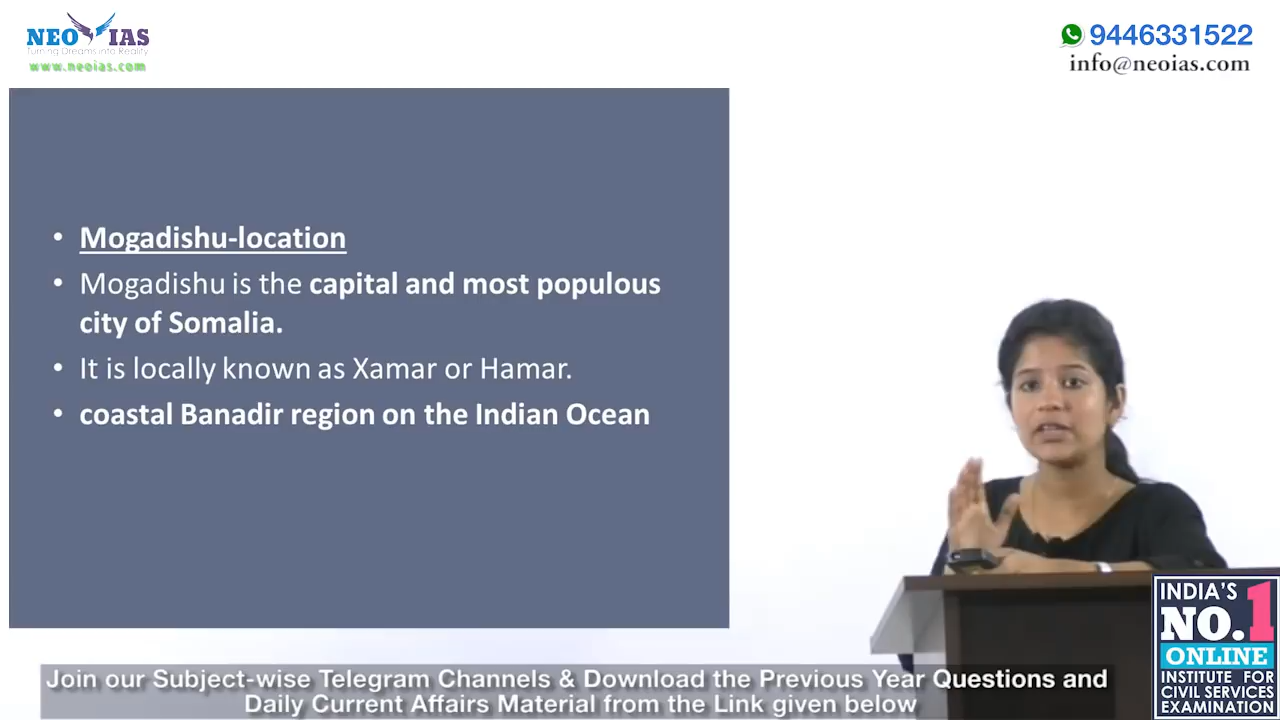 NEO IAS
Turning Dreams into Reality
www.neoias.com
9446331522
info@neoias.com
• Mogadishu-location
• Mogadishu is the capital and most populous
city of Somalia.
• It is locally known as Xamar or Hamar.
• coastal Banadir region on the Indian Ocean
INDIA'S
NO.1
ONLINE
INSTITUTE FOR
CIVIL SERVICES
EXAMINATION
Join our Subject-wise Telegram Channels & Download the Previous Year Questions and
Daily Current Affairs Material from the Link given below